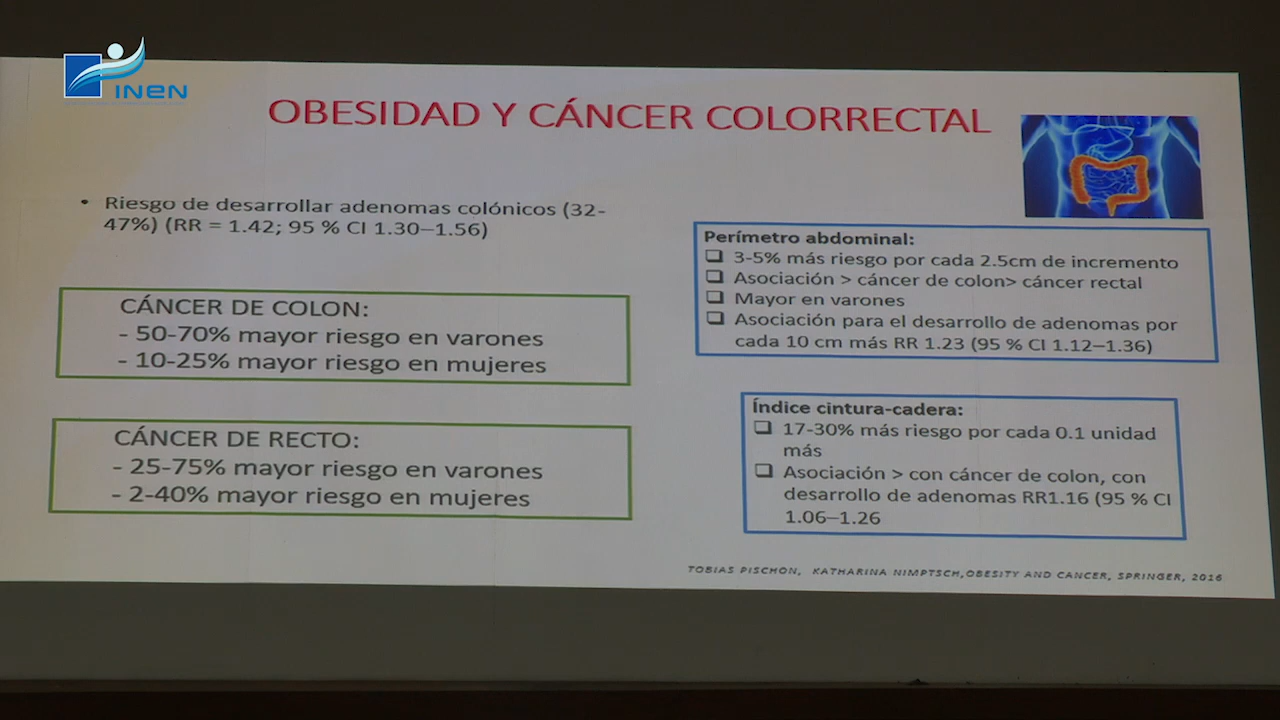 INEN
OBESIDAD Y CÁNCER COLORRECTAL
• Riesgo de desarrollar adenomas colónicos (32-
47%) (RR = 1.42; 95 % CI 1.30–1.56)
CÁNCER DE COLON:
- 50-70% mayor riesgo en varones
- 10-25% mayor riesgo en mujeres
CÁNCER DE RECTO:
- 25-75% mayor riesgo en varones
- 2-40% mayor riesgo en mujeres
Perímetro abdominal:
❑ 3-5% más riesgo por cada 2.5cm de incremento
❑ Asociación > cáncer de colon> cáncer rectal
❑ Mayor en varones
❑ Asociación para el desarrollo de adenomas por
cada 10 cm más RR 1.23 (95 % CI 1.12–1.36)
Índice cintura-cadera:
❑ 17-30% más riesgo por cada 0.1 unidad
más
❑ Asociación > con cáncer de colon, con
desarrollo de adenomas RR1.16 (95 % CI
1.06–1.26
TOBIAS PISCHON, KATHARINA NIMPTSCH,OBESITY AND CANCER, SPRINGER, 2016